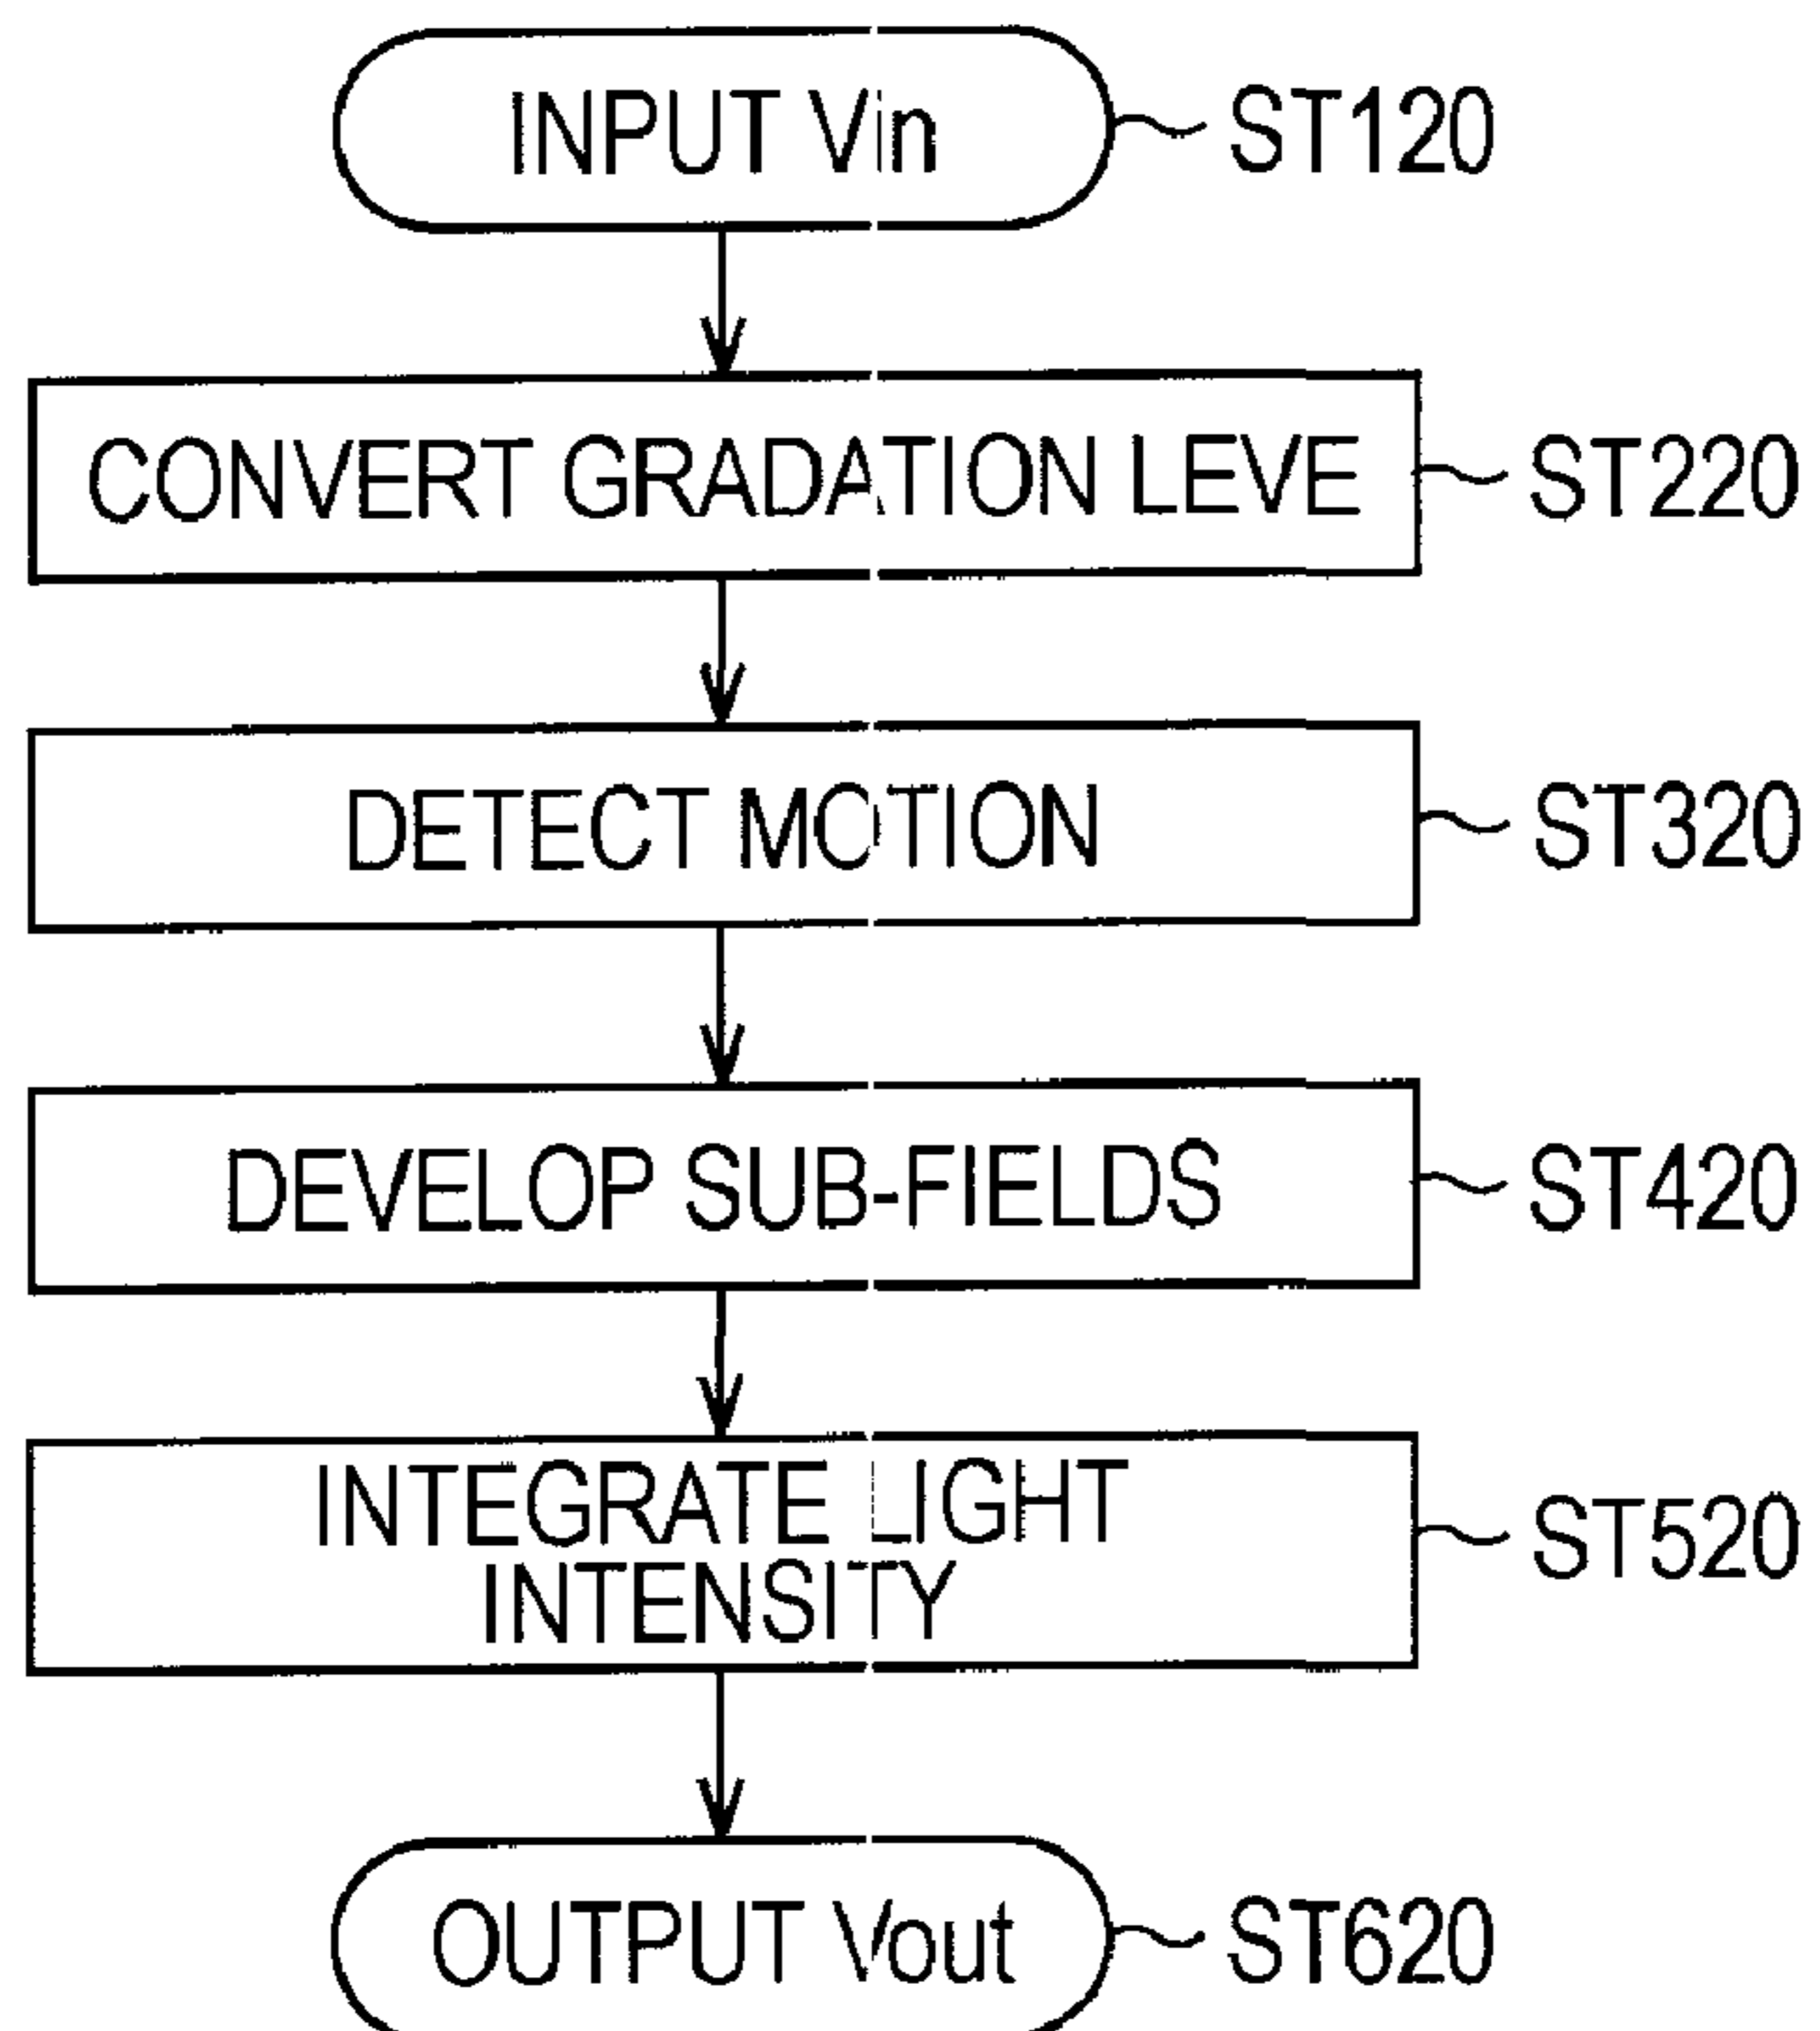 INPUT Vin ST120
CONVERT GRADATION LEVE ST220
DETECT MOTION ST320
DEVELOP SUB-FIELDS ST420
INTEGRATE LIGHT
INTENSITY ST520
OUTPUT Vout ST620